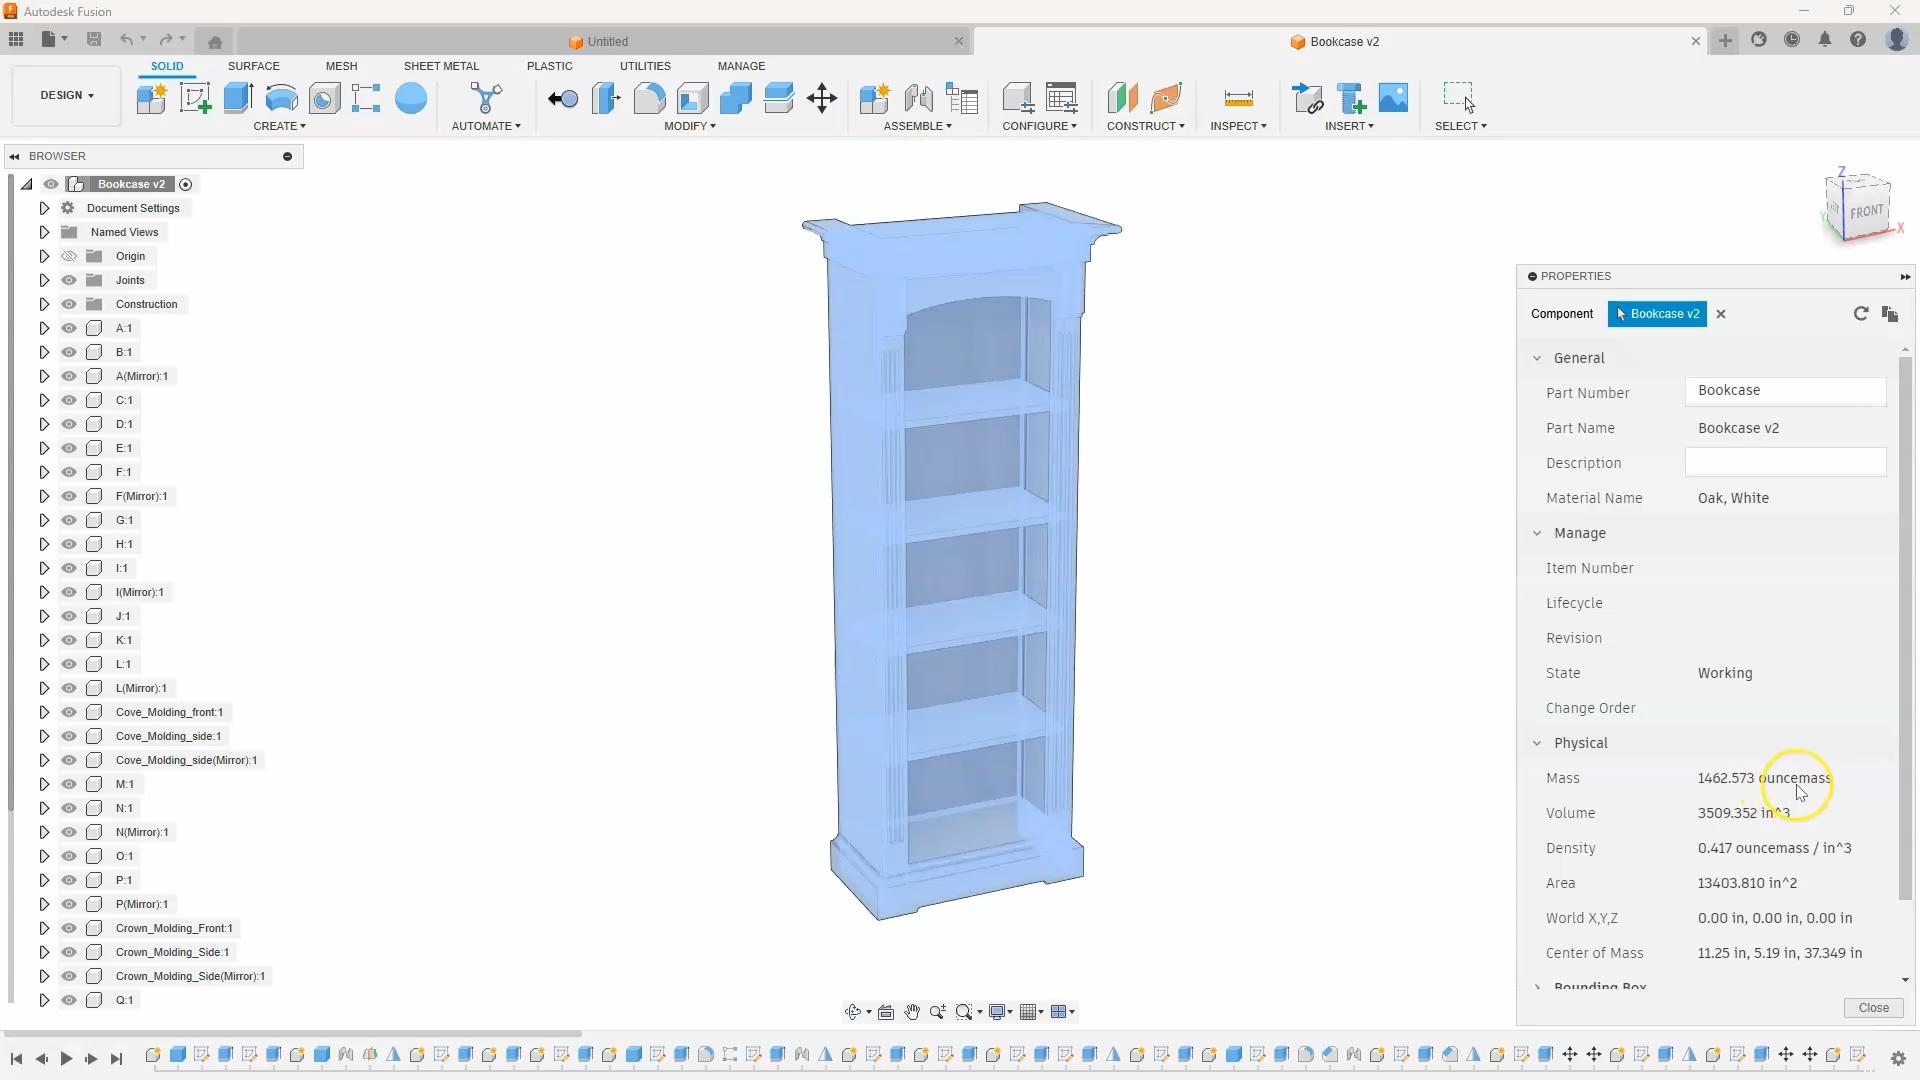 Autodesk Fusion
Untitled
Bookcase v2
DESIGN
SOLID
SURFACE
MESH
SHEET METAL
PLASTIC
UTILITIES
MANAGE
CREATE
AUTOMATE
MODIFY
ASSEMBLE
CONFIGURE
CONSTRUCT
INSPECT
INSERT
SELECT
BROWSER
Bookcase v2
Document Settings
Named Views
Origin
Joints
Construction
A:1
B:1
A(Mirror):1
C:1
D:1
E:1
F:1
F(Mirror):1
G:1
H:1
I:1
I(Mirror):1
J:1
K:1
L:1
L(Mirror):1
Cove_Molding_front:1
Cove_Molding_side:1
Cove_Molding_side(Mirror):1
M:1
N:1
N(Mirror):1
O:1
P:1
P(Mirror):1
Crown_Molding_Front:1
Crown_Molding_Side:1
Crown_Molding_Side(Mirror):1
Q:1
Z
FRONT
X
Y
PROPERTIES
Component Bookcase v2
General
Part Number Bookcase
Part Name Bookcase v2
Description
Material Name Oak, White
Manage
Item Number
Lifecycle
Revision
State Working
Change Order
Physical
Mass 1462.573 ouncemass
Volume 3509.352 in^3
Density 0.417 ouncemass / in^3
Area 13403.810 in^2
World X,Y,Z 0.00 in, 0.00 in, 0.00 in
Center of Mass 11.25 in, 5.19 in, 37.349 in
Bounding Box
Close